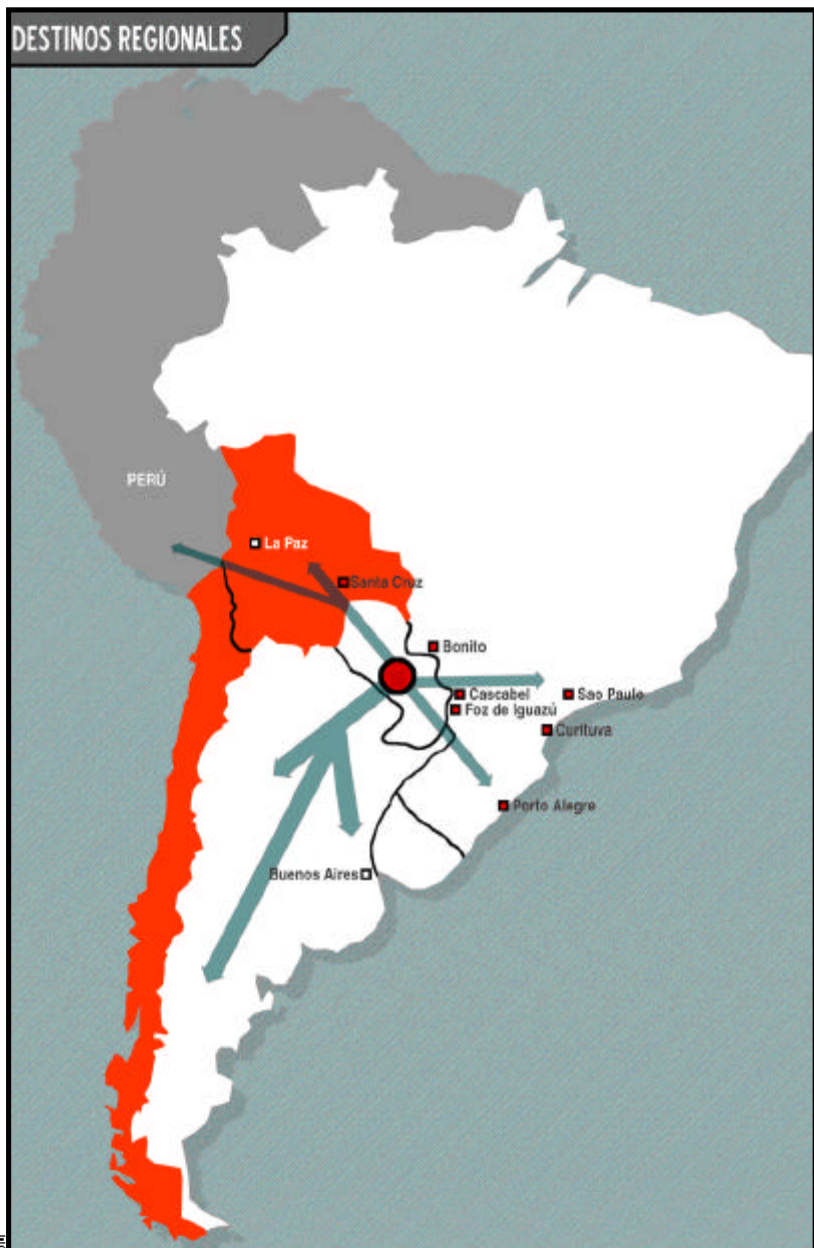 DESTINOS REGIONALES
PERÚ
La Paz
Santa Cruz
Bonito
Cascabel
Sao Paulo
Foz de Iguazú
Curituva
Porto Alegre
Buenos Aires